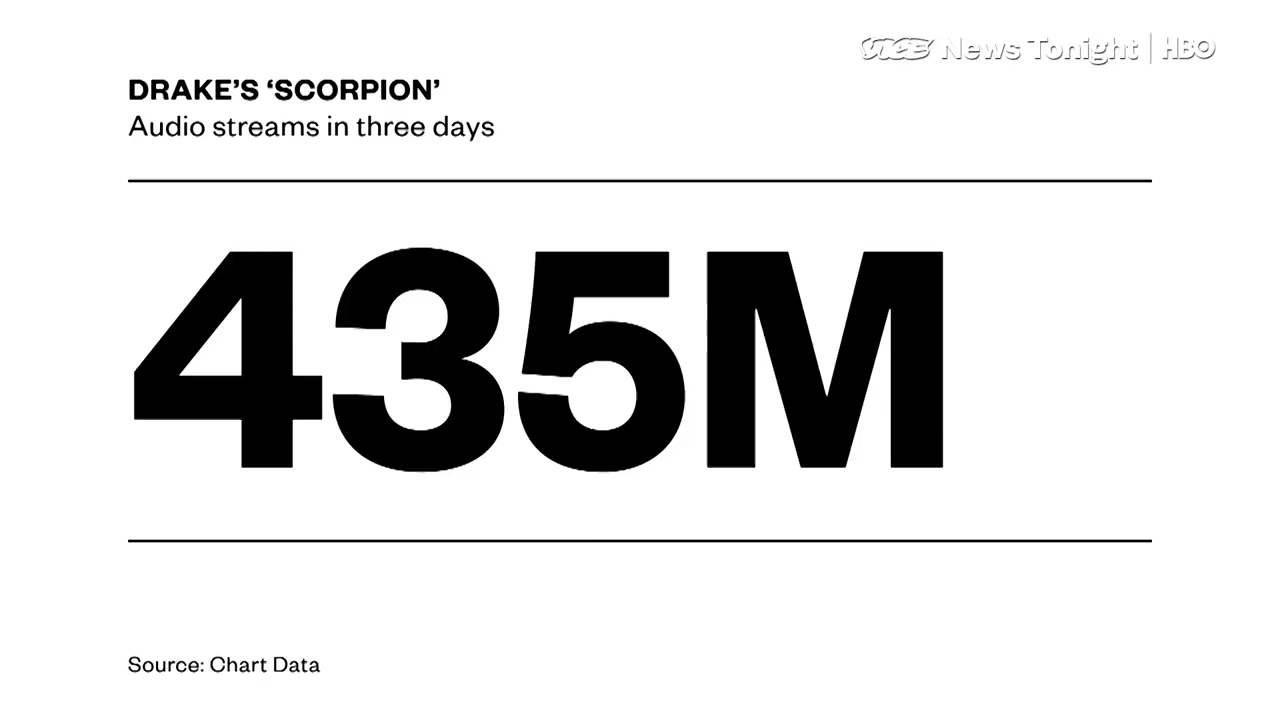 VICE News Tonight | HBO
DRAKE’S ‘SCORPION’
Audio streams in three days
435M
Source: Chart Data